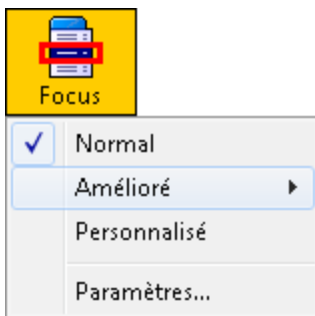 Focus
Normal
Amélioré
Personnalisé
Paramètres...